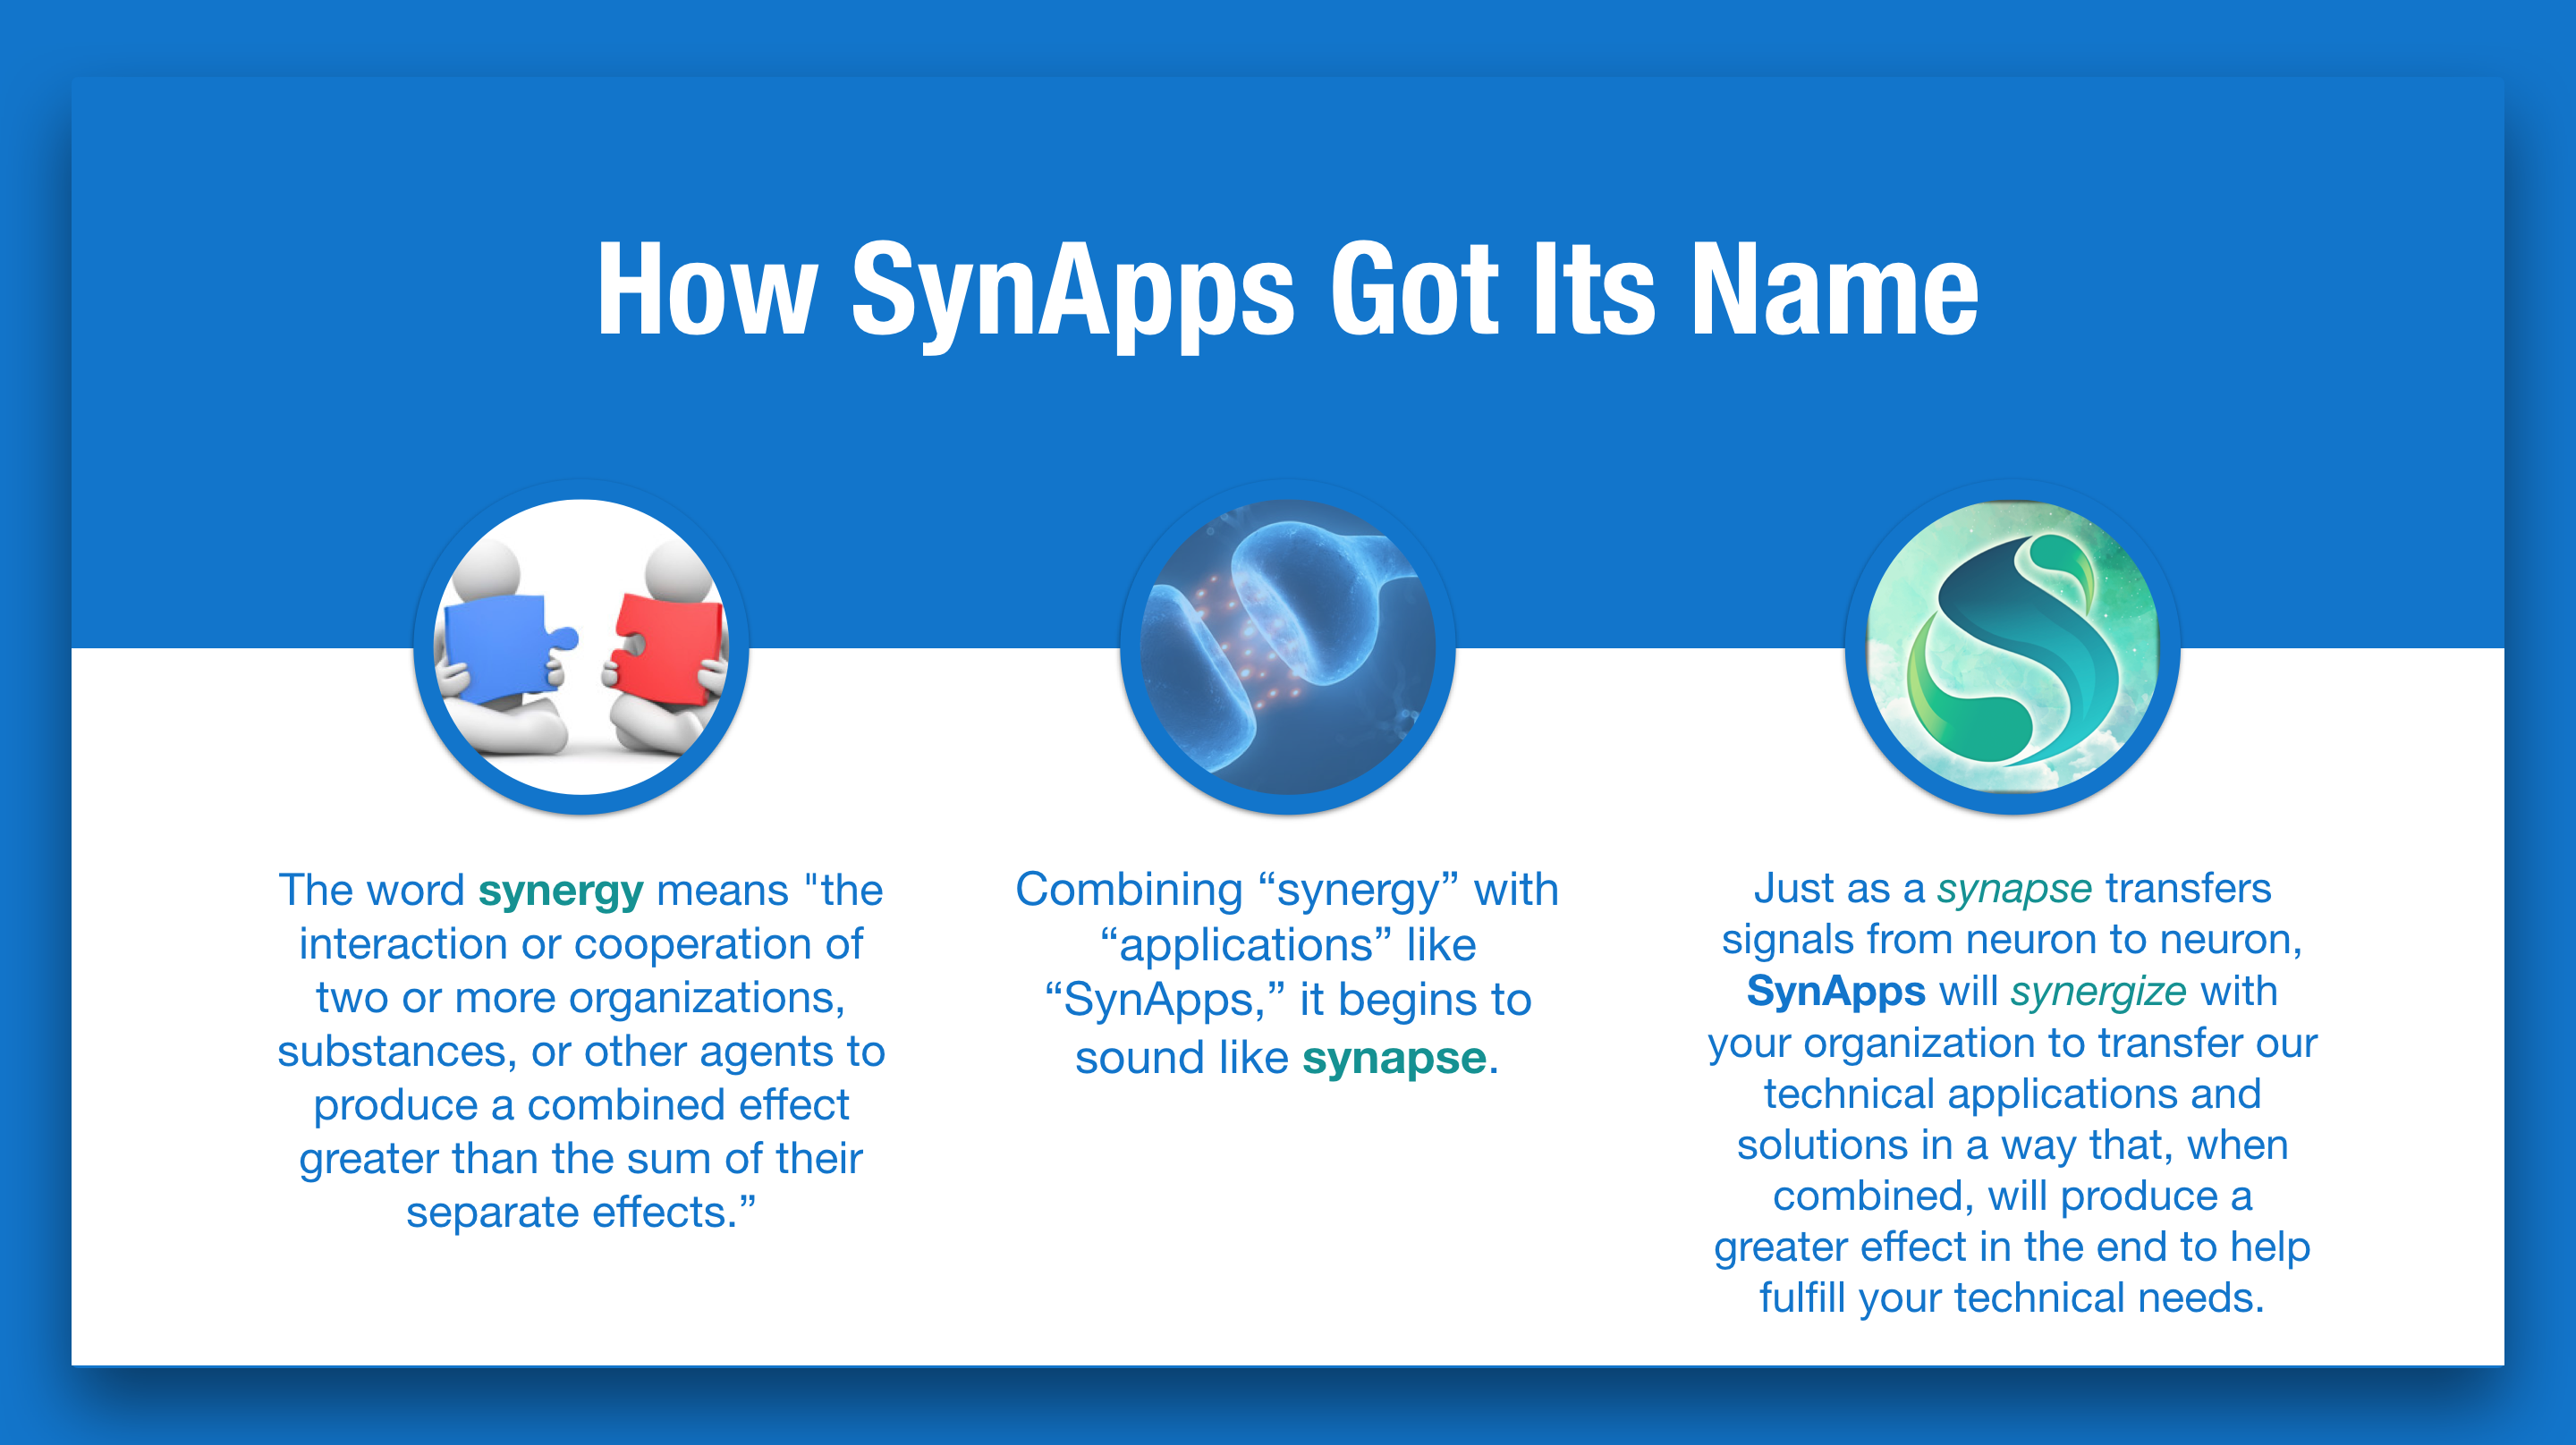 How SynApps Got Its Name
The word synergy means "the
interaction or cooperation of
two or more organizations,
substances, or other agents to
produce a combined effect
greater than the sum of their
separate effects.”
Combining “synergy” with
“applications” like
“SynApps,” it begins to
sound like synapse.
Just as a synapse transfers
signals from neuron to neuron,
SynApps will synergize with
your organization to transfer our
technical applications and
solutions in a way that, when
combined, will produce a
greater effect in the end to help
fulfill your technical needs.